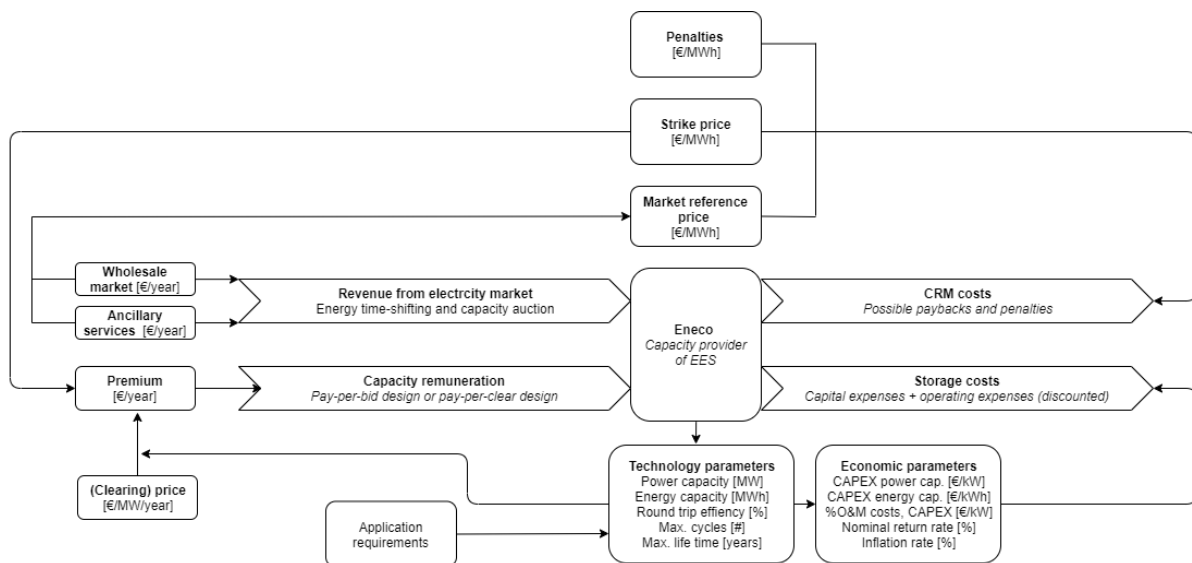 Penalties
[€/MWh]
Strike price
[€/MWh]
Market reference
price
[€/MWh]
Wholesale
market [€/year]
Ancillary
services [€/year]
Revenue from electrcity market
Energy time-shifting and capacity auction
Eneco
Capacity provider
of EES
CRM costs
Possible paybacks and penalties
Premium
[€/year]
Capacity remuneration
Pay-per-bid design or pay-per-clear design
Storage costs
Capital expenses + operating expenses (discounted)
(Clearing) price
[€/MW/year]
Application
requirements
Technology parameters
Power capacity [MW]
Energy capacity [MWh]
Round trip effiency [%]
Max. cycles [#]
Max. life time [years]
Economic parameters
CAPEX power cap. [€/kW]
CAPEX energy cap. [€/kWh]
%O&M costs, CAPEX [€/kW]
Nominal return rate [%]
Inflation rate [%]